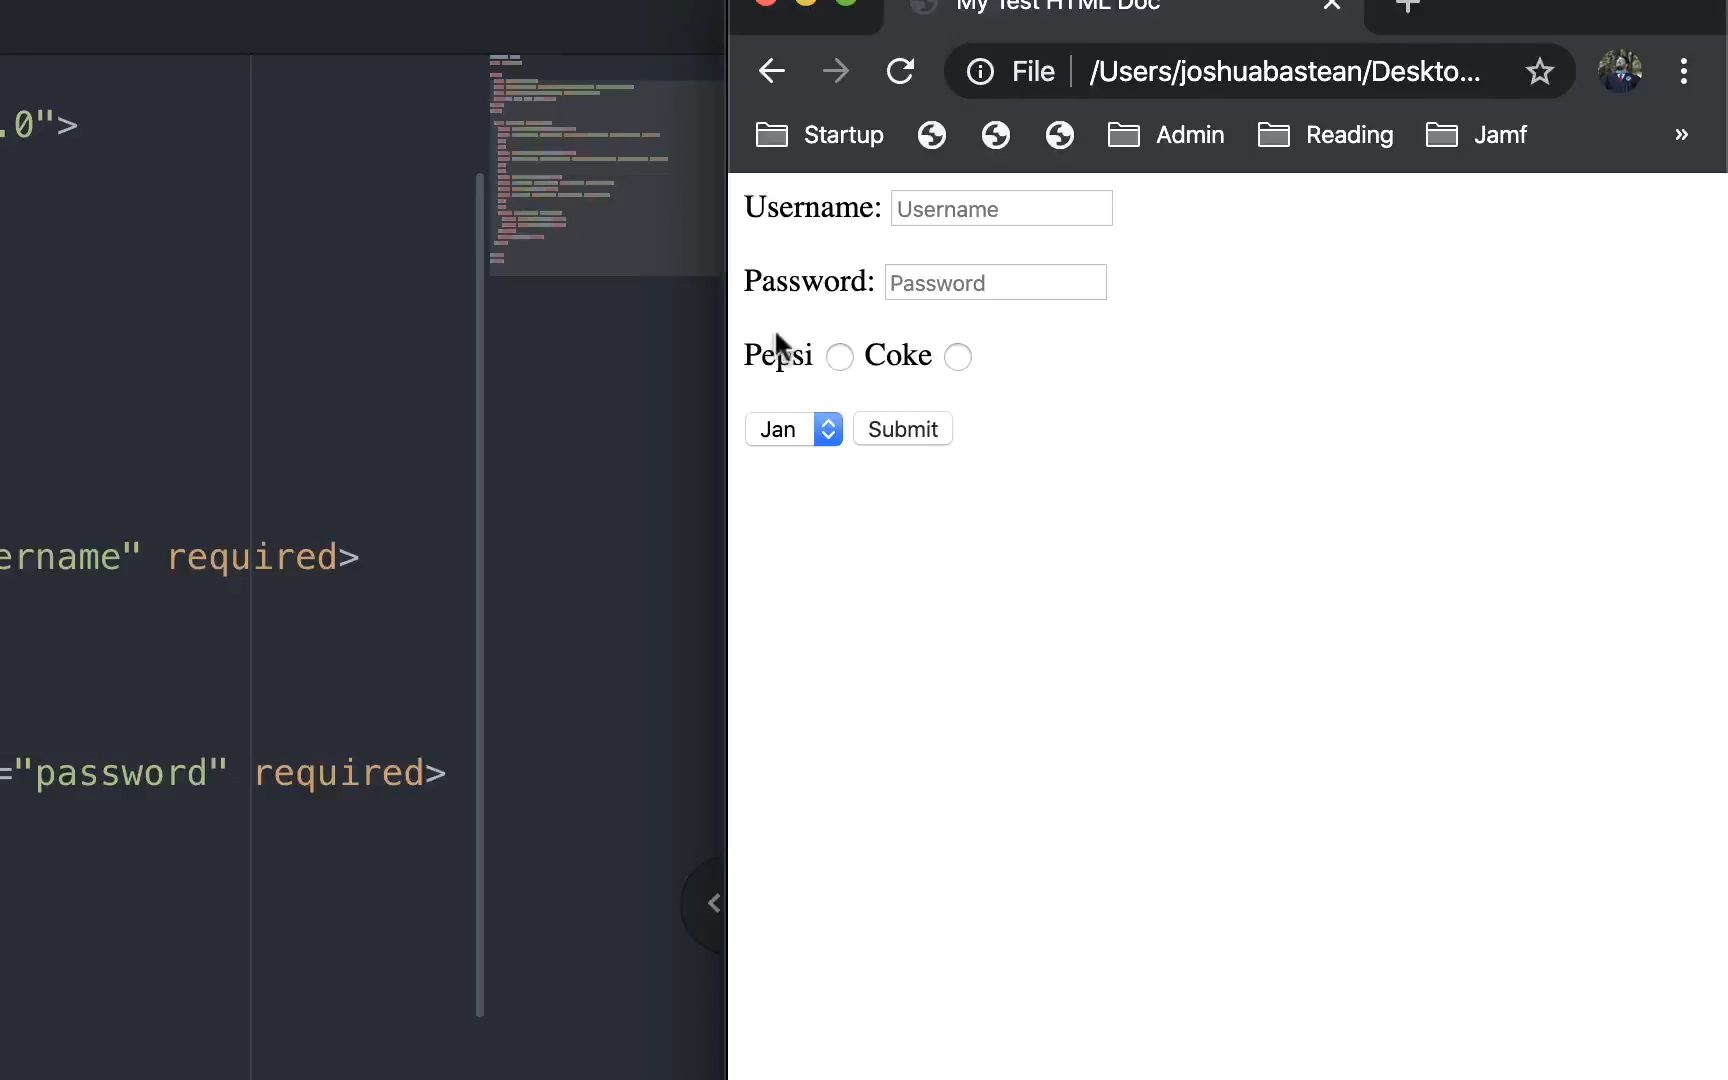 My Test HTML Doc
File
/Users/joshuabastean/Deskto...
Startup
Admin
Reading
Jamf
»
.0">
Username: Username
Password: Password
Pepsi Coke
Jan Submit
ername" required>
="password" required>